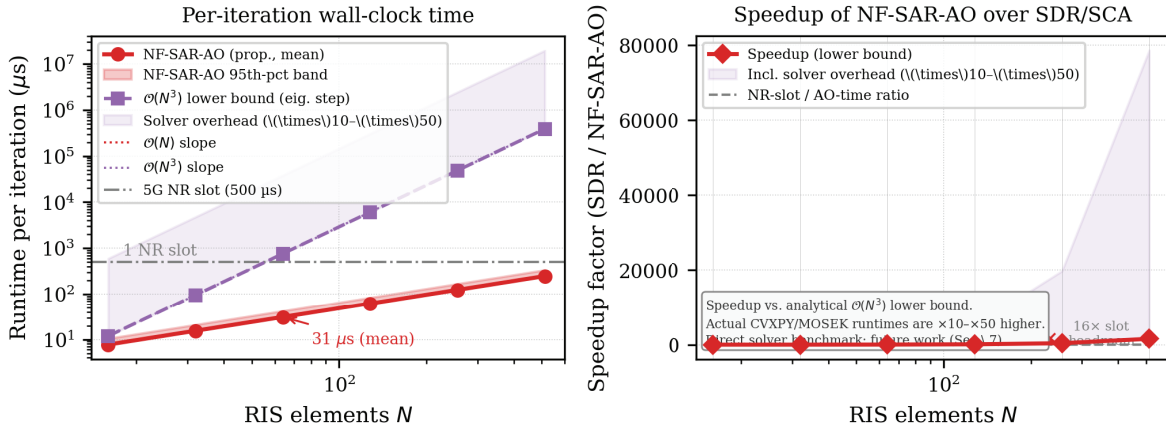 Per-iteration wall-clock time
NF-SAR-AO (prop., mean)
NF-SAR-AO 95th-pct band
𝒪(N³) lower bound (eig. step)
Solver overhead (\(\times\)10–\(\times\)50)
𝒪(N) slope
𝒪(N³) slope
5G NR slot (500 µs)
1 NR slot
31 μs (mean)
10⁷
10⁶
10⁵
10⁴
10³
10²
10¹
10²
Runtime per iteration (μs)
RIS elements N
Speedup of NF-SAR-AO over SDR/SCA
Speedup (lower bound)
Incl. solver overhead (\(\times\)10–\(\times\)50)
NR-slot / AO-time ratio
80000
60000
40000
20000
0
Speedup vs. analytical 𝒪(N³) lower bound.
Actual CVXPY/MOSEK runtimes are ×10–×50 higher.
solver benchmark: future work
16× slot
10²
Speedup factor (SDR / NF-SAR-AO)
RIS elements N